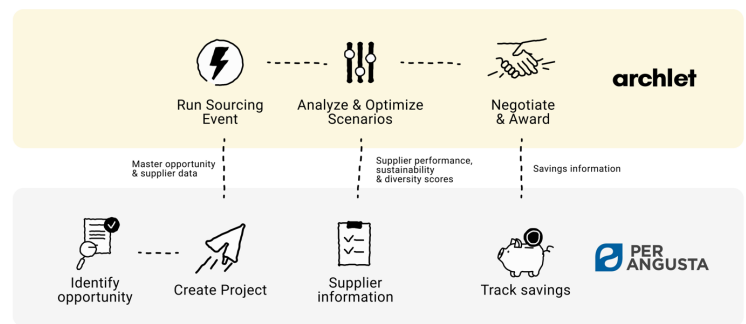 Run Sourcing
Event
Analyze & Optimize
Scenarios
Negotiate
& Award
archlet
Master opportunity
& supplier data
Supplier performance,
sustainability
& diversity scores
Savings information
Identify
opportunity
Create Project
Supplier
information
Track savings
PER
ANGUSTA